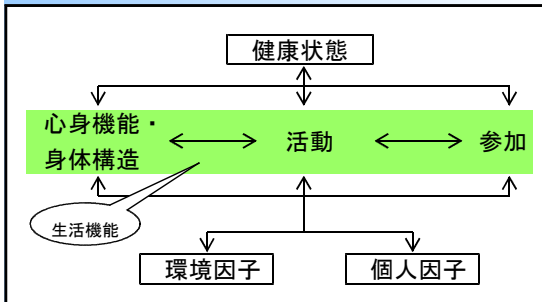 健康状態
心身機能・
身体構造
活動
参加
生活機能
環境因子
個人因子